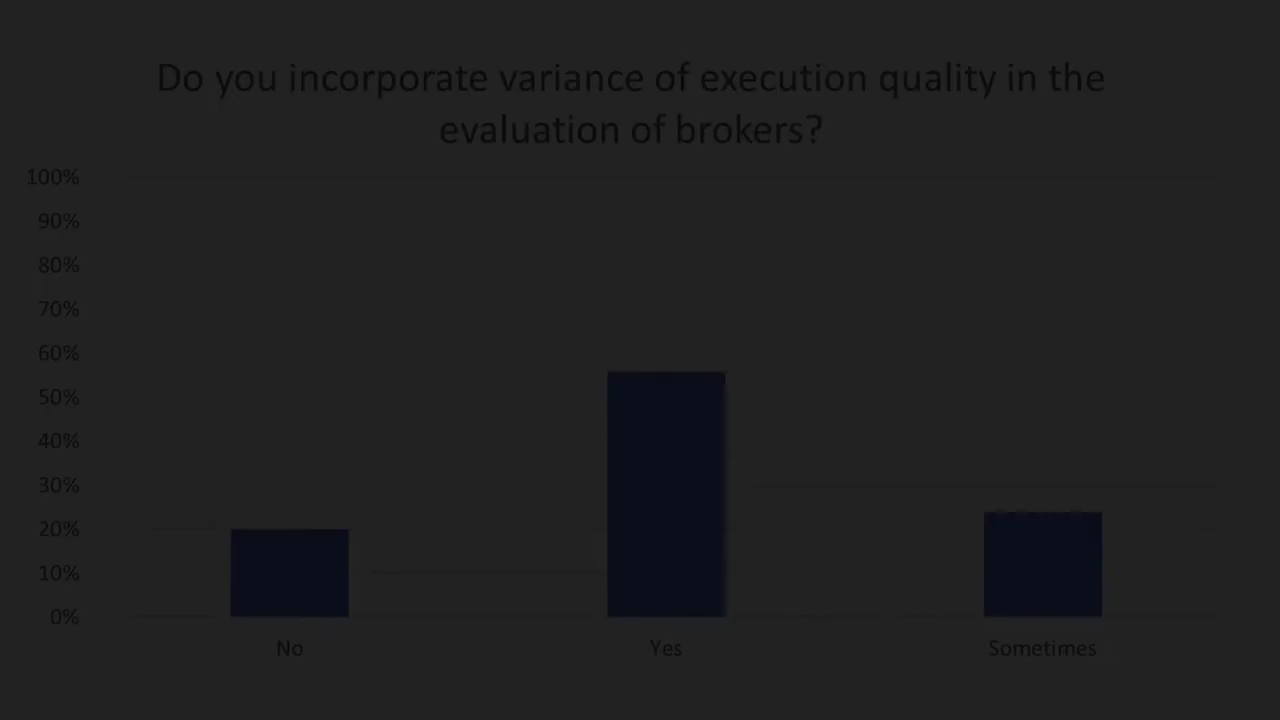 Do you incorporate variance of execution quality in the
evaluation of brokers?
100%
90%
80%
70%
60%
50%
40%
30%
20%
10%
0%
No
Yes
Sometimes